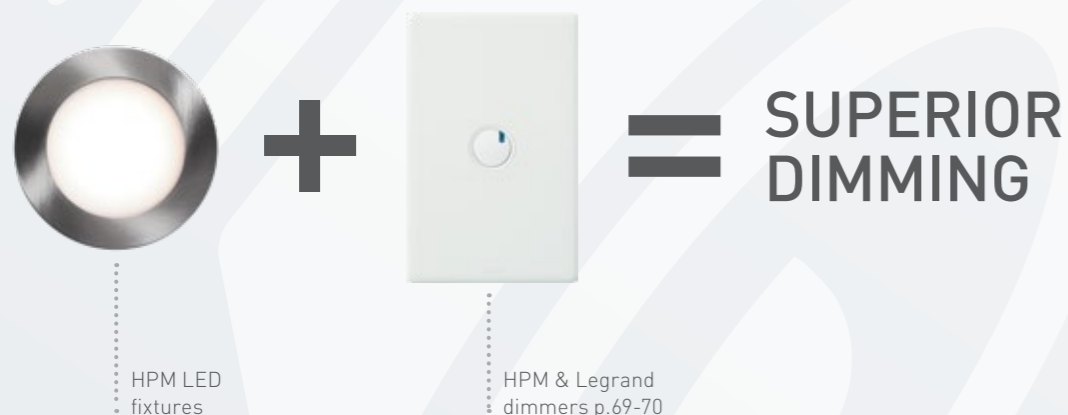 SUPERIOR
DIMMING
HPM LED
fixtures
HPM & Legrand
dimmers p.69-70